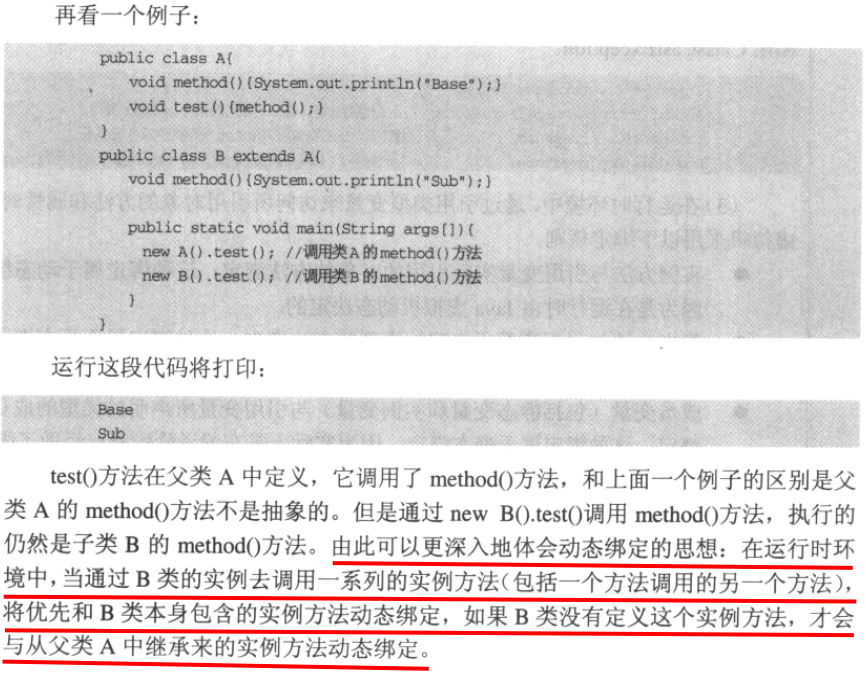 再看一个例子：
public class A{
void method(){System.out.println("Base");}
void test(){method();}
}
public class B extends A{
void method(){System.out.println("Sub");}
public static void main(String args[]){
new A().test(); //调用类A的method()方法
new B().test(); //调用类B的method()方法
}
}
运行这段代码将打印：
Base
Sub
test()方法在父类 A 中定义，它调用了 method()方法，和上面一个例子的区别是父
类 A 的 method()方法不是抽象的。但是通过 new B().test()调用 method()方法，执行的
仍然是子类 B 的 method()方法。由此可以更深入地体会动态绑定的思想：在运行时环
境中，当通过 B 类的实例去调用一系列的实例方法（包括一个方法调用的另一个方法），
将优先和 B 类本身包含的实例方法动态绑定，如果 B 类没有定义这个实例方法，才会
与从父类 A 中继承来的实例方法动态绑定。